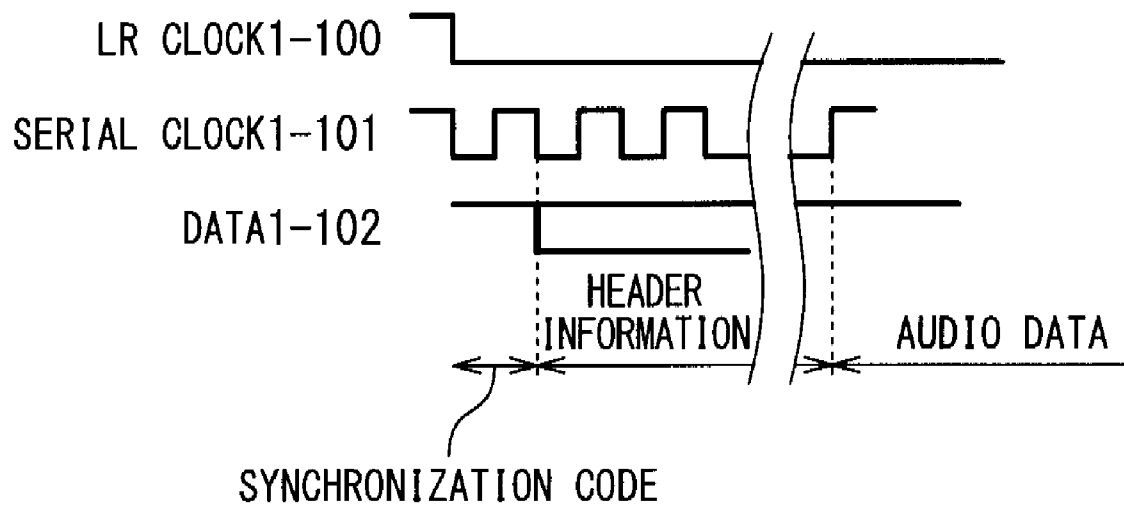 LR CLOCK1-100
SERIAL CLOCK1-101
DATA1-102
HEADER
INFORMATION
AUDIO DATA
SYNCHRONIZATION CODE